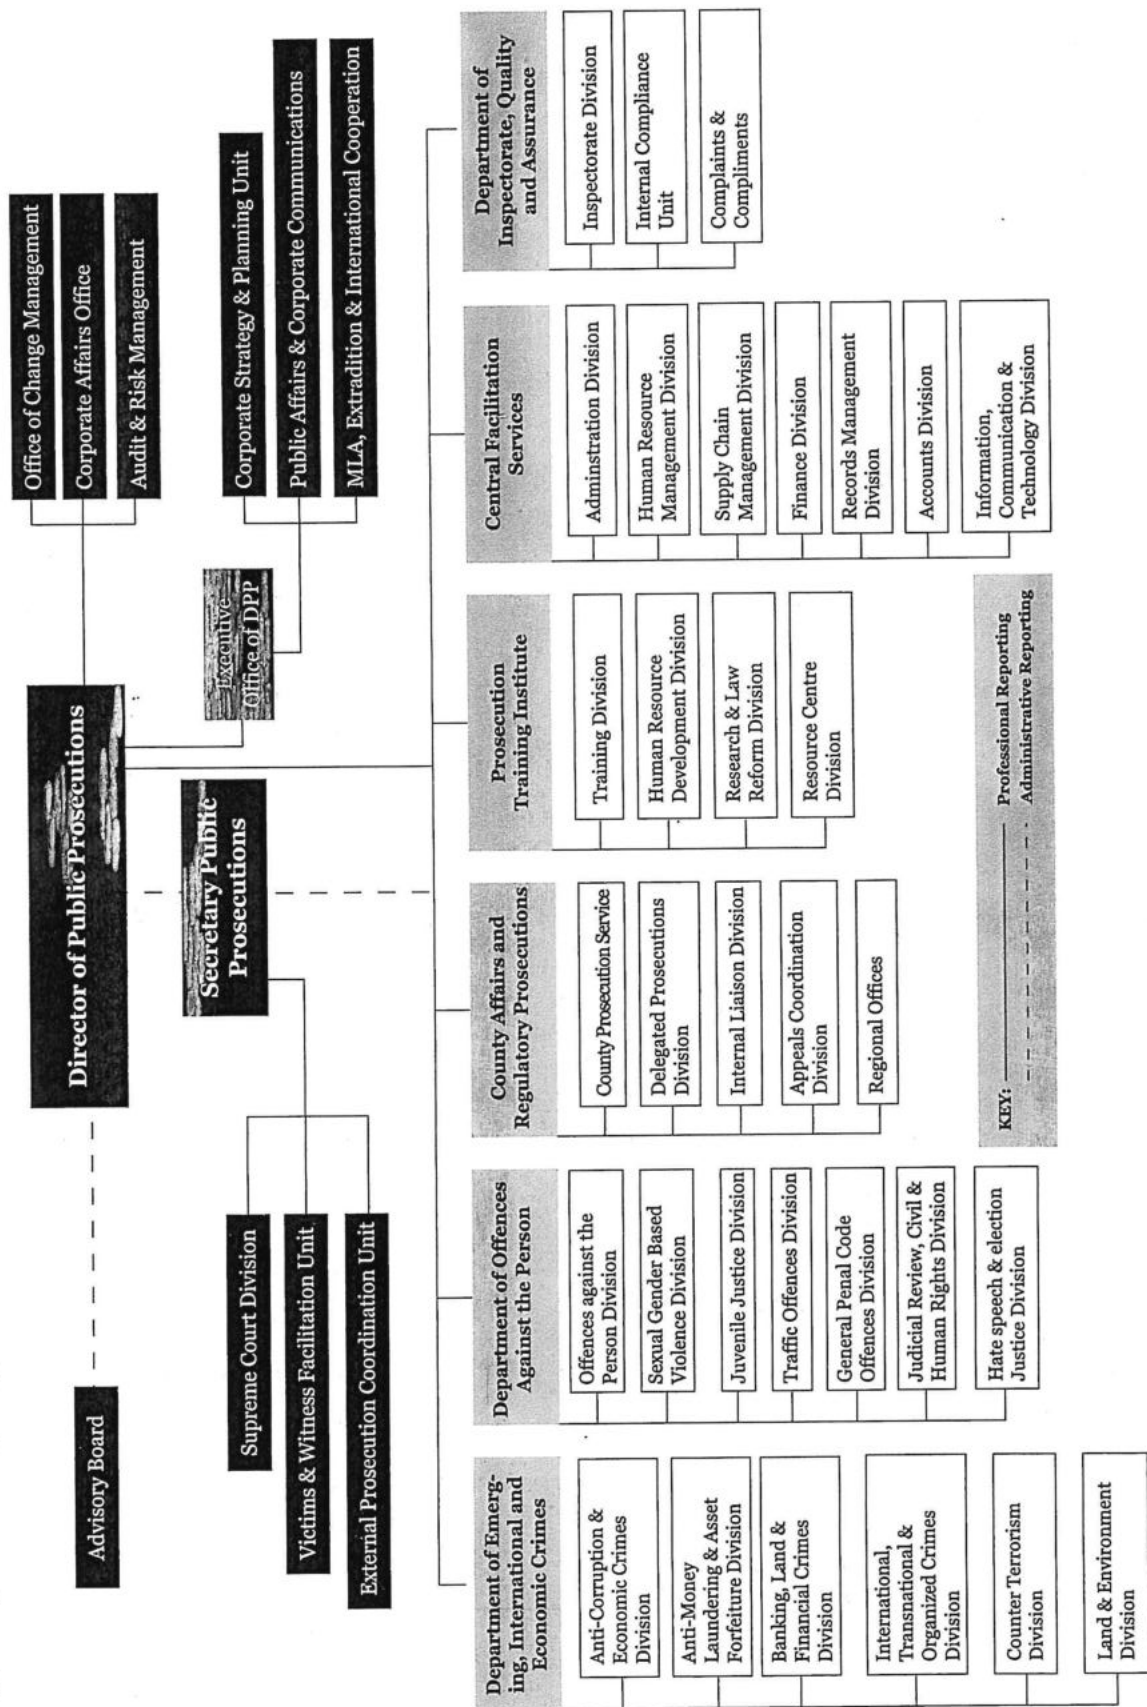 Advisory Board
Director of Public Prosecutions
Office of Change Management
Corporate Affairs Office
Audit & Risk Management
Secretary Public
Prosecutions
Executive
Office of DPP
Supreme Court Division
Victims & Witness Facilitation Unit
External Prosecution Coordination Unit
Corporate Strategy & Planning Unit
Public Affairs & Corporate Communications
MLA, Extradition & International Cooperation
Department of Emerg-
ing, International and
Economic Crimes
Anti-Corruption &
Economic Crimes
Division
Anti-Money
Laundering & Asset
Forfeiture Division
Banking, Land &
Financial Crimes
Division
International,
Transnational &
Organized Crimes
Division
Counter Terrorism
Division
Land & Environment
Division
Department of Offences
Against the Person
Offences against the
Person Division
Sexual Gender Based
Violence Division
Juvenile Justice Division
Traffic Offences Division
General Penal Code
Offences Division
Judicial Review, Civil &
Human Rights Division
Hate speech & election
Justice Division
County Affairs and
Regulatory Prosecutions
County Prosecution Service
Delegated Prosecutions
Division
Internal Liaison Division
Appeals Coordination
Division
Regional Offices
Prosecution
Training Institute
Training Division
Human Resource
Development Division
Research & Law
Reform Division
Resource Centre
Division
Central Facilitation
Services
Adminstration Division
Human Resource
Management Division
Supply Chain
Management Division
Finance Division
Records Management
Division
Accounts Division
Information,
Communication &
Technology Division
Department of
Inspectorate, Quality
and Assurance
Inspectorate Division
Internal Compliance
Unit
Complaints &
Compliments
KEY: Professional Reporting
Administrative Reporting